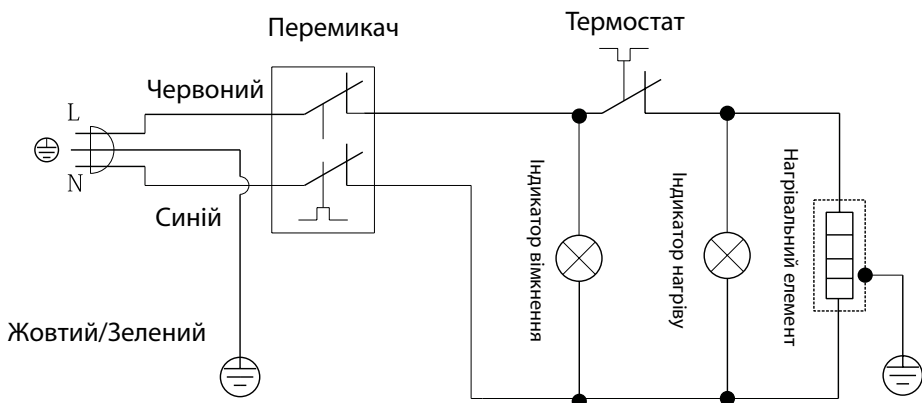 Перемикач
Термостат
Червоний
L
N
Синій
Жовтий/Зелений
Індикатор вімкнення
Індикатор нагріву
Нагрівальний елемент